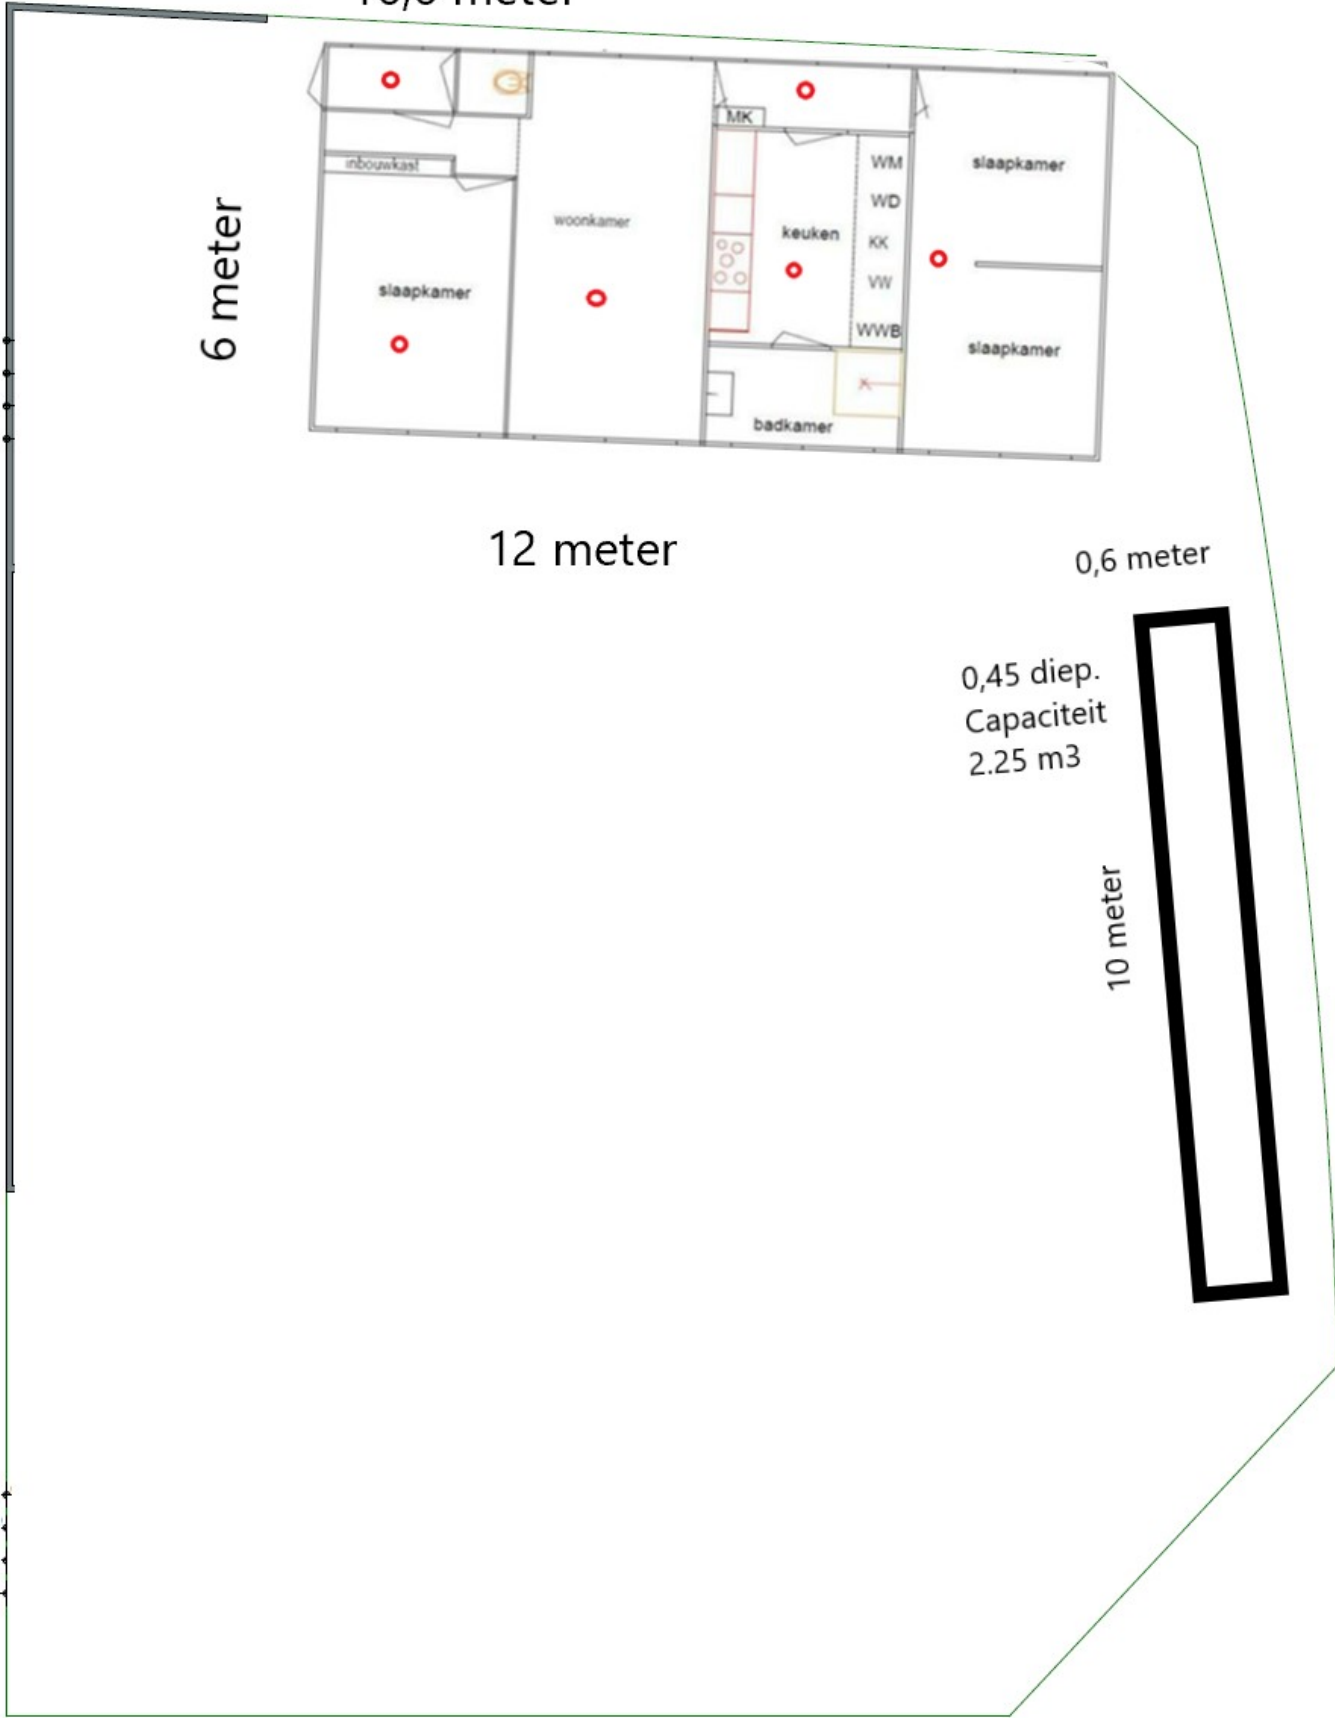 meter
MK
inbouwkast
WM
slaapkamer
WD
woonkamer
keuken
KK
6 meter
slaapkamer
VW
WWB
slaapkamer
badkamer
12 meter
0,6 meter
0,45 diep.
Capaciteit
2.25 m3
10 meter